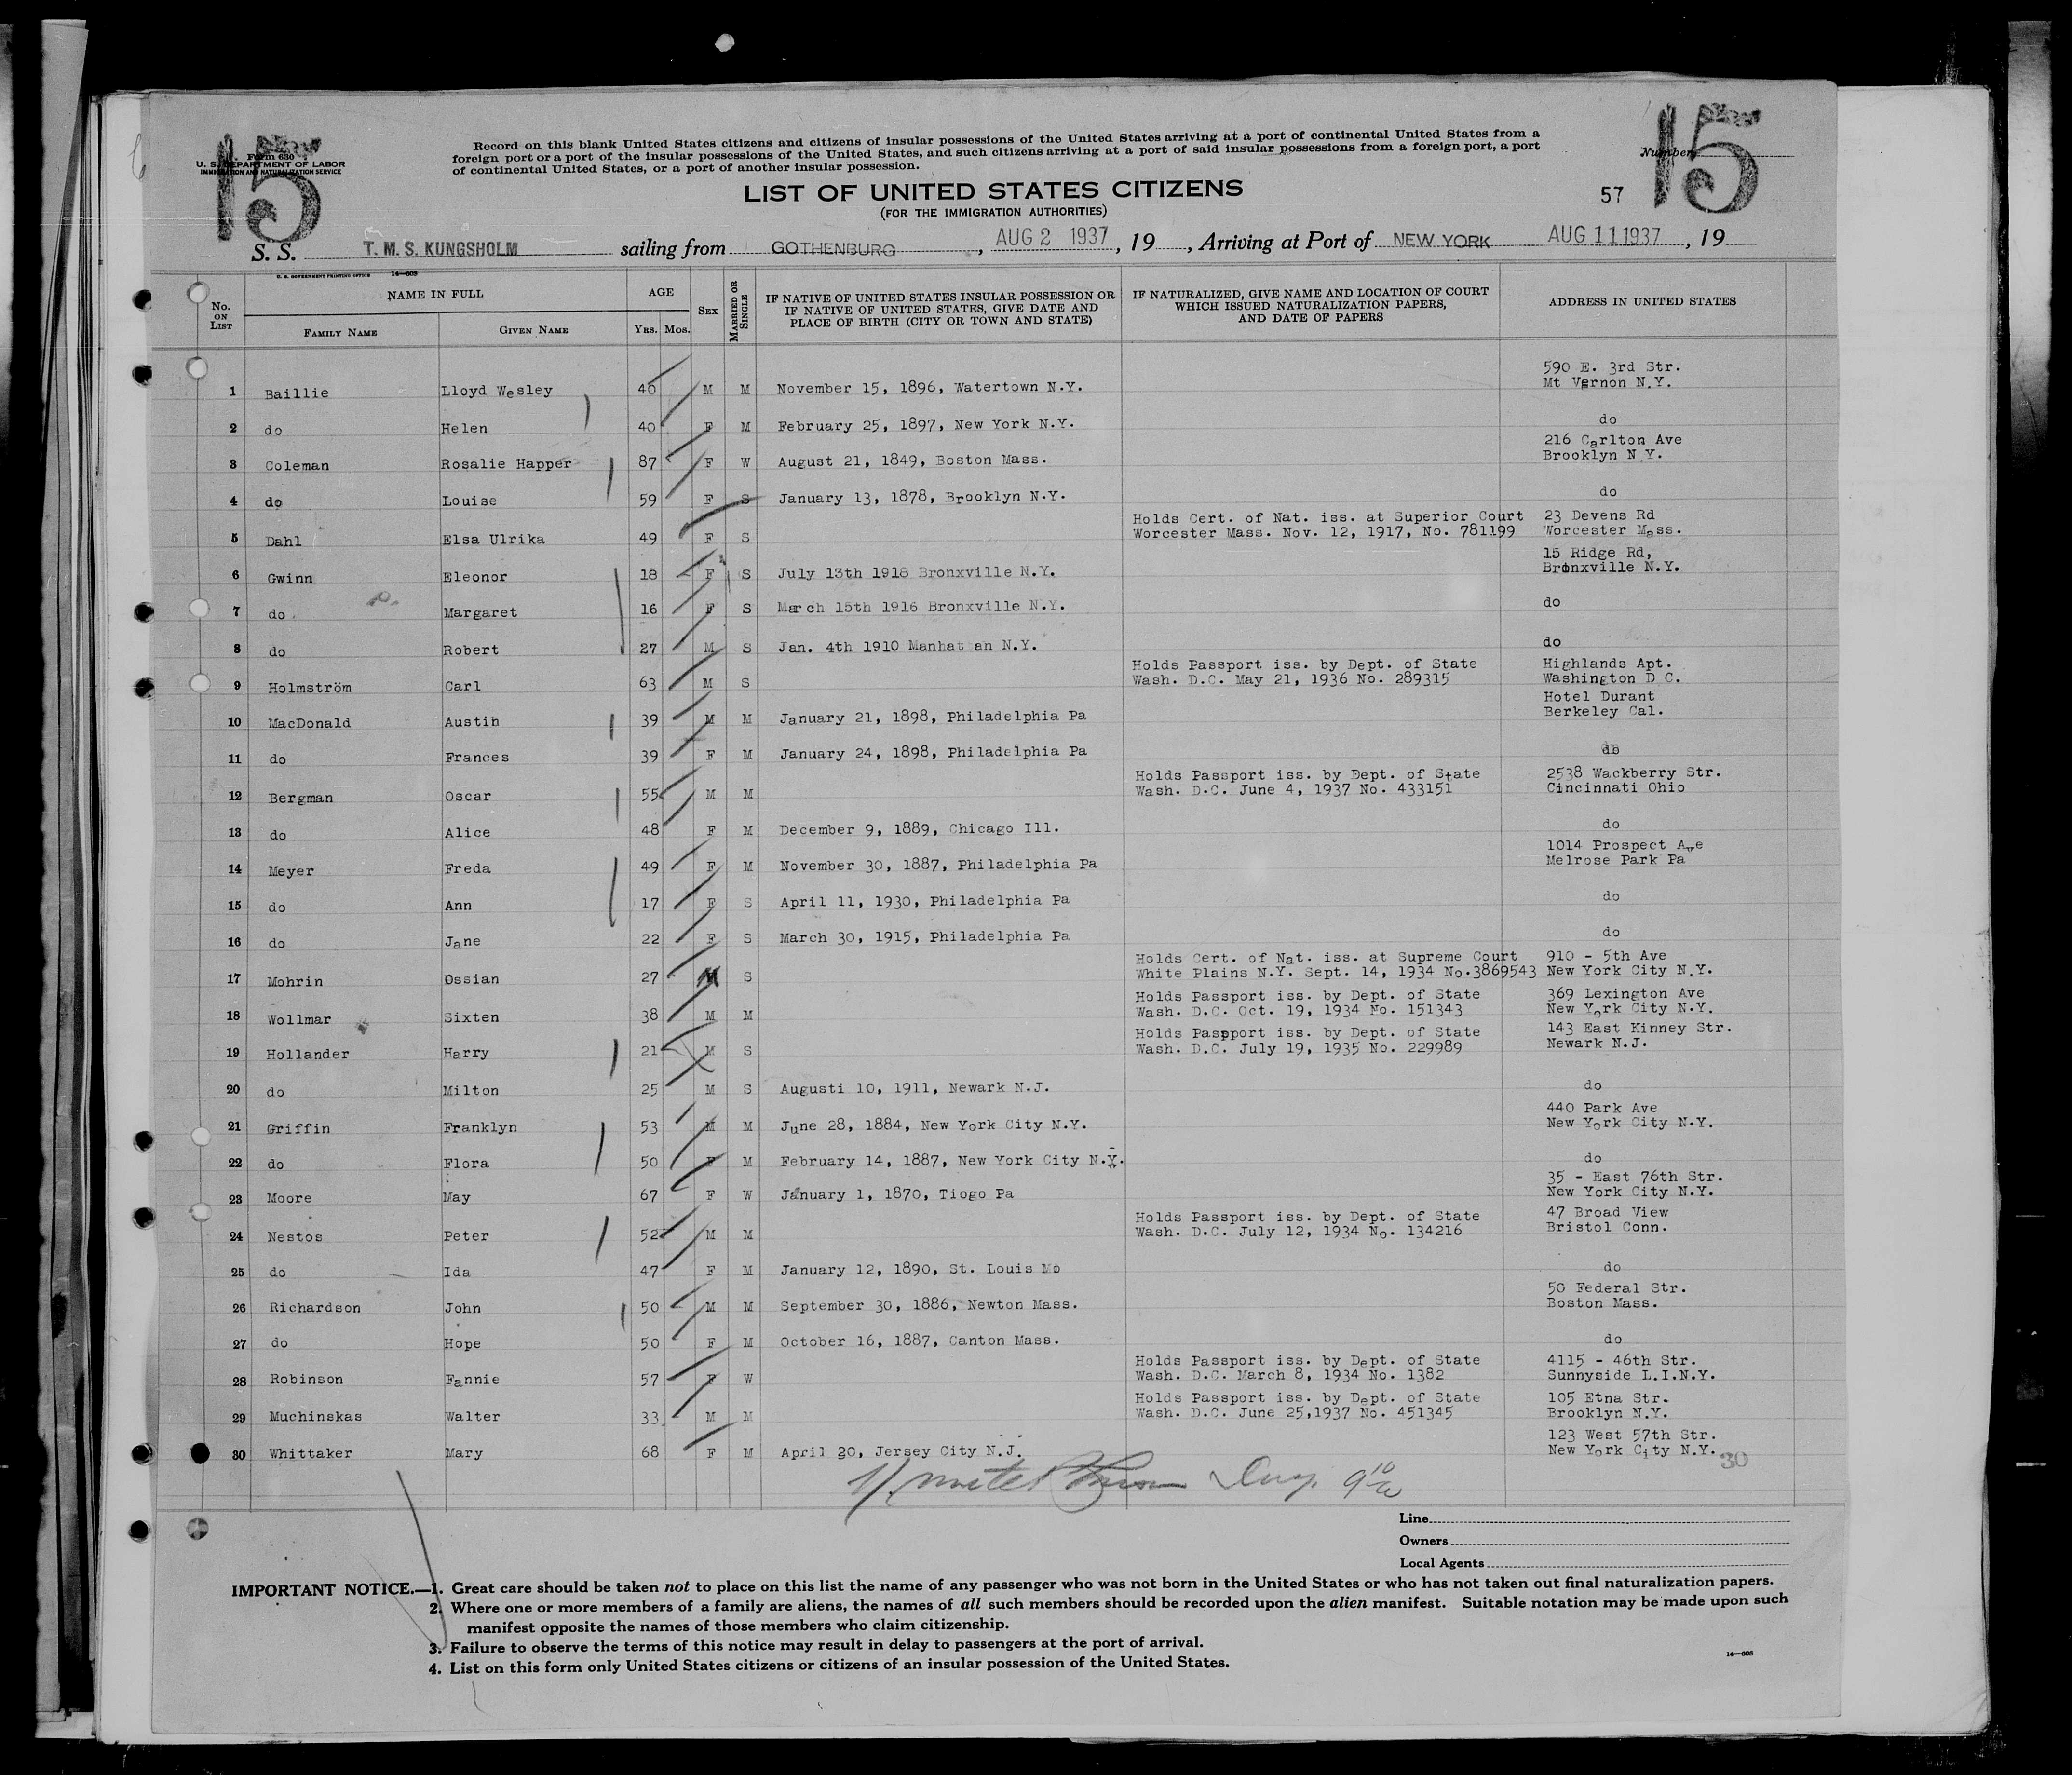 15
Form 630
U. S. DEPARTMENT OF LABOR
IMMIGRATION AND NATURALIZATION SERVICE
Record on this blank United States citizens and citizens of insular possessions of the United States arriving at a port of continental United States from a
foreign port or a port of the insular possessions of the United States, and such citizens arriving at a port of said insular possessions from a foreign port, a port
of continental United States, or a port of another insular possession.
Number
15
LIST OF UNITED STATES CITIZENS
(FOR THE IMMIGRATION AUTHORITIES)
57
S. S. T. M. S. KUNGSHOLM sailing from GOTHENBURG, AUG 2 1937, 19 , Arriving at Port of NEW YORK AUG 11 1937, 19
U. S. GOVERNMENT PRINTING OFFICE 14—608
No. ON LIST NAME IN FULL FAMILY NAME GIVEN NAME AGE YRS. MOS. SEX MARRIED OR SINGLE IF NATIVE OF UNITED STATES INSULAR POSSESSION OR IF NATIVE OF UNITED STATES, GIVE DATE AND PLACE OF BIRTH (CITY OR TOWN AND STATE) IF NATURALIZED, GIVE NAME AND LOCATION OF COURT WHICH ISSUED NATURALIZATION PAPERS, AND DATE OF PAPERS ADDRESS IN UNITED STATES
590 E. 3rd Str.
1 Baillie Lloyd Wesley 40 M M November 15, 1896, Watertown N.Y. Mt Vernon N.Y.
2 do Helen 40 F M February 25, 1897, New York N.Y. do
216 Carlton Ave
3 Coleman Rosalie Happer 87 F W August 21, 1849, Boston Mass. Brooklyn N.Y.
4 do Louise 59 F S January 13, 1878, Brooklyn N.Y. do
Holds Cert. of Nat. iss. at Superior Court 23 Devens Rd
5 Dahl Elsa Ulrika 49 F S Worcester Mass. Nov. 12, 1917, No. 781199 Worcester Mass.
15 Ridge Rd,
6 Gwinn Eleonor 18 F S July 13th 1918 Bronxville N.Y. Bronxville N.Y.
7 do Margaret 16 F S March 15th 1916 Bronxville N.Y. do
8 do Robert 27 M S Jan. 4th 1910 Manhattan N.Y. do
Holds Passport iss. by Dept. of State Highlands Apt.
9 Holmström Carl 63 M S Wash. D.C. May 21, 1936 No. 289315 Washington D C.
Hotel Durant
10 MacDonald Austin 39 M M January 21, 1898, Philadelphia Pa Berkeley Cal.
11 do Frances 39 F M January 24, 1898, Philadelphia Pa do
Holds Passport iss. by Dept. of State 2538 Wackberry Str.
12 Bergman Oscar 55 M M Wash. D.C. June 4, 1937 No. 433151 Cincinnati Ohio
13 do Alice 48 F M December 9, 1889, Chicago Ill. do
1014 Prospect Ave
14 Meyer Freda 49 F M November 30, 1887, Philadelphia Pa Melrose Park Pa
15 do Ann 17 F S April 11, 1930, Philadelphia Pa do
16 do Jane 22 F S March 30, 1915, Philadelphia Pa do
Holds Cert. of Nat. iss. at Supreme Court 910 - 5th Ave
17 Mohrin Ossian 27 M S White Plains N.Y. Sept. 14, 1934 No.3869543 New York City N.Y.
Holds Passport iss. by Dept. of State 369 Lexington Ave
18 Wollmar Sixten 38 M M Wash. D.C. Oct. 19, 1934 No. 151343 New York City N.Y.
Holds Paspport iss. by Dept. of State 143 East Kinney Str.
19 Hollander Harry 21 M S Wash. D.C. July 19, 1935 No. 229989 Newark N.J.
20 do Milton 25 M S Augusti 10, 1911, Newark N.J. do
440 Park Ave
21 Griffin Franklyn 53 M M June 28, 1884, New York City N.Y. New York City N.Y.
22 do Flora 50 F M February 14, 1887, New York City N.Y. do
35 - East 76th Str.
23 Moore May 67 F W January 1, 1870, Tiogo Pa New York City N.Y.
Holds Passport iss. by Dept. of State 47 Broad View
24 Nestos Peter 52 M M Wash. D.C. July 12, 1934 No. 134216 Bristol Conn.
25 do Ida 47 F M January 12, 1890, St. Louis Mo do
50 Federal Str.
26 Richardson John 50 M M September 30, 1886, Newton Mass. Boston Mass.
27 do Hope 50 F M October 16, 1887, Canton Mass. do
Holds Passport iss. by Dept. of State 4115 - 46th Str.
28 Robinson Fannie 57 F W Wash. D.C. March 8, 1934 No. 1382 Sunnyside L.I.N.Y.
Holds Passport iss. by Dept. of State 105 Etna Str.
29 Muchinskas Walter 33 M M Wash. D.C. June 25,1937 No. 451345 Brooklyn N.Y.
123 West 57th Str.
30 Whittaker Mary 68 F M April 20, Jersey City N.J. New York City N.Y.
30
Line
Owners
Local Agents
IMPORTANT NOTICE.—1. Great care should be taken not to place on this list the name of any passenger who was not born in the United States or who has not taken out final naturalization papers.
2. Where one or more members of a family are aliens, the names of all such members should be recorded upon the alien manifest. Suitable notation may be made upon such
manifest opposite the names of those members who claim citizenship.
3. Failure to observe the terms of this notice may result in delay to passengers at the port of arrival.
4. List on this form only United States citizens or citizens of an insular possession of the United States.
14—608